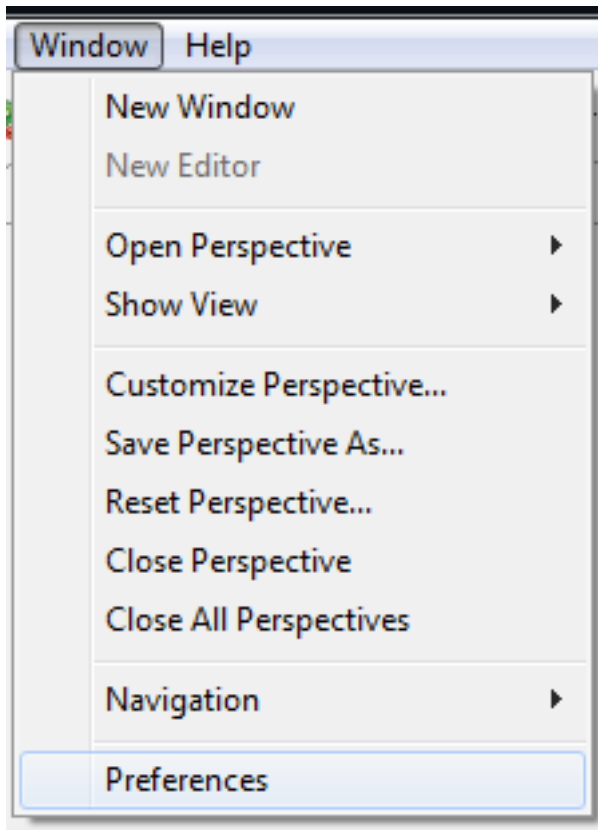 Window Help
New Window
New Editor
Open Perspective
Show View
Customize Perspective...
Save Perspective As...
Reset Perspective...
Close Perspective
Close All Perspectives
Navigation
Preferences